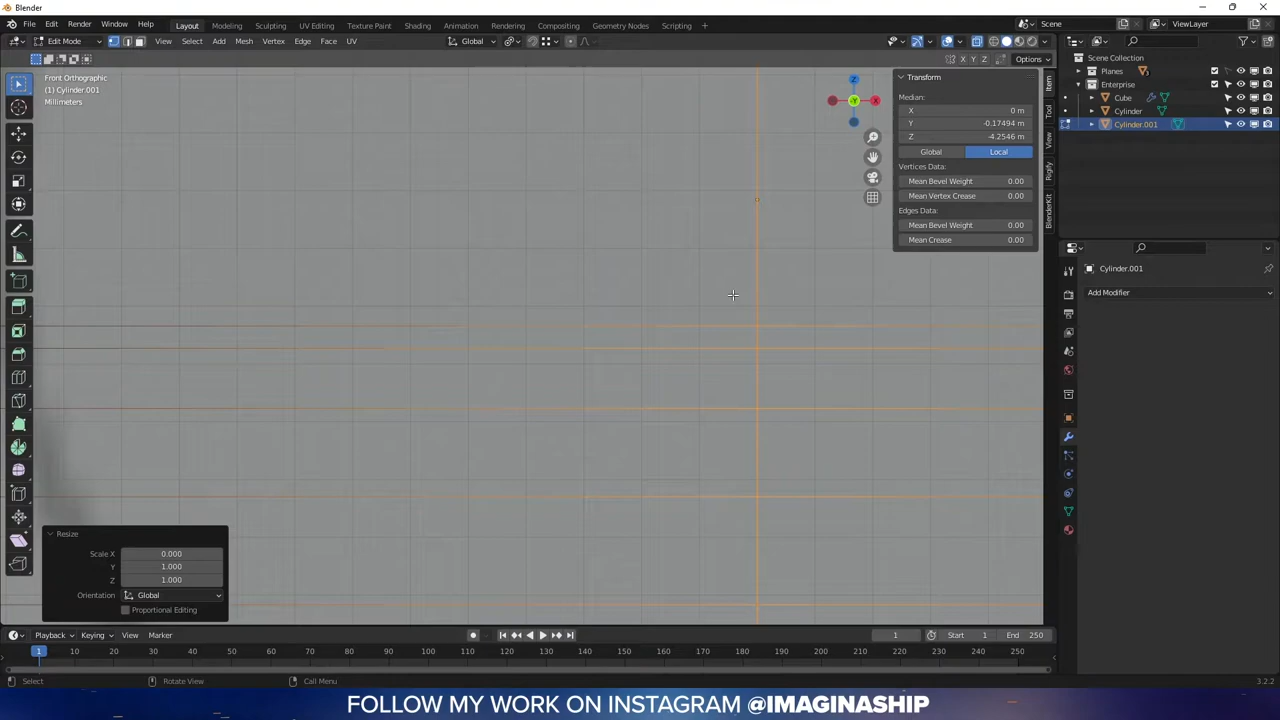 Blender
File Edit Render Window Help
Layout Modeling Sculpting UV Editing Texture Paint Shading Animation Rendering Compositing Geometry Nodes Scripting +
Scene
ViewLayer
Edit Mode View Select Add Mesh Vertex Edge Face UV
Global
X Y Z Options
Front Orthographic
(1) Cylinder.001
Millimeters
Z
Y
X
Transform
Median:
X 0 m
Y -0.17494 m
Z -4.2546 m
Global Local
Vertices Data:
Mean Bevel Weight 0.00
Mean Vertex Crease 0.00
Edges Data:
Mean Bevel Weight 0.00
Mean Crease 0.00
Item
Tool
View
Rigify
BlenderKit
Scene Collection
Planes
Enterprise
Cube
Cylinder
Cylinder.001
Cylinder.001
Add Modifier
Resize
Scale X 0.000
Y 1.000
Z 1.000
Orientation Global
Proportional Editing
Playback Keying View Marker
1 Start 1 End 250
1 10 20 30 40 50 60 70 80 90 100 110 120 130 140 150 160 170 180 190 200 210 220 230 240 250
Select Rotate View Call Menu 3.2.2
FOLLOW MY WORK ON INSTAGRAM @IMAGINASHIP